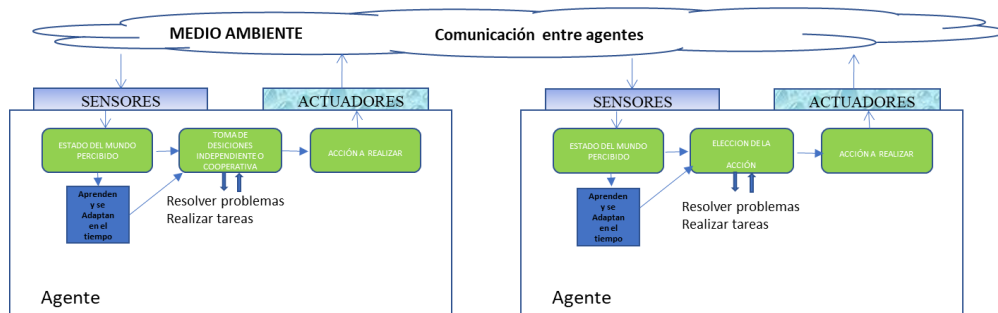 MEDIO AMBIENTE
Comunicación entre agentes
SENSORES
ACTUADORES
ESTADO DEL MUNDO
PERCIBIDO
TOMA DE
DESICIONES
INDEPENDIENTE O
COOPERATIVA
ACCIÓN A REALIZAR
Aprenden
y se
Adaptan
en el
tiempo
Resolver problemas
Realizar tareas
Agente
SENSORES
ACTUADORES
ESTADO DEL MUNDO
PERCIBIDO
ELECCION DE LA
ACCIÓN
ACCIÓN A REALIZAR
Aprenden
y se
Adaptan
en el
tiempo
Resolver problemas
Realizar tareas
Agente